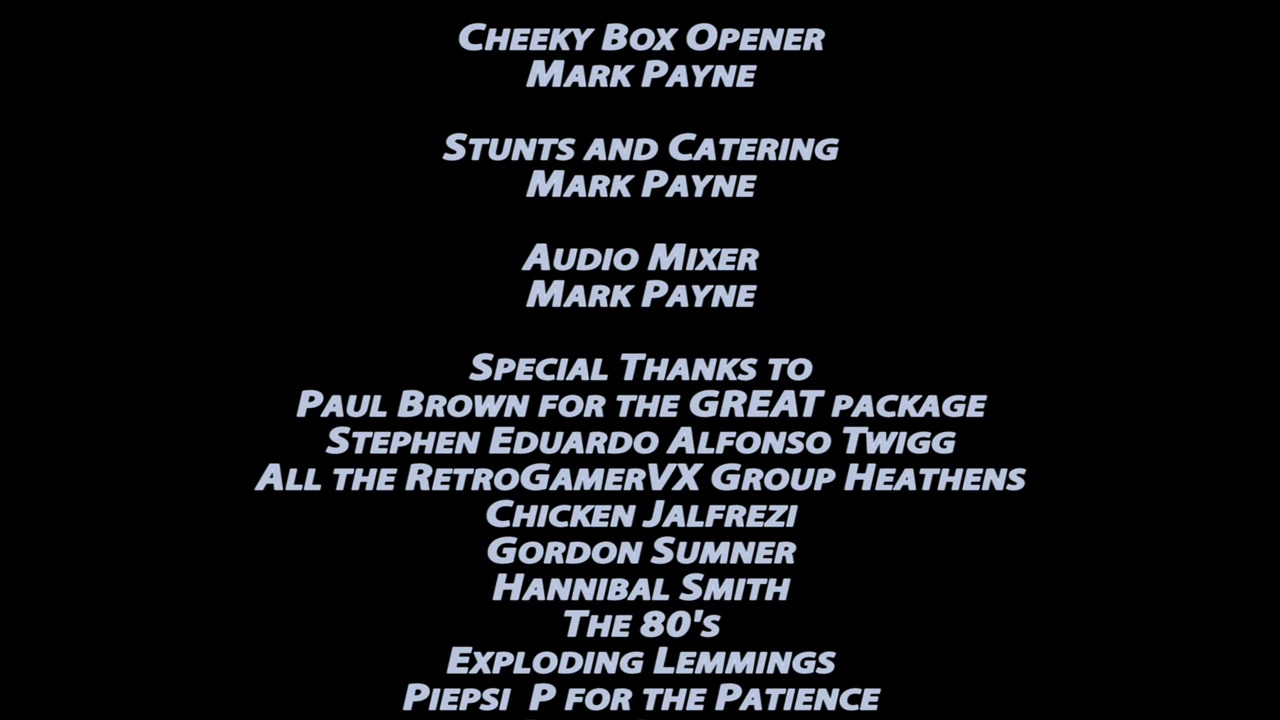 Cheeky Box Opener
Mark Payne
Stunts and Catering
Mark Payne
Audio Mixer
Mark Payne
Special Thanks to
Paul Brown for the GREAT package
Stephen Eduardo Alfonso Twigg
All the RetroGamerVX Group Heathens
Chicken Jalfrezi
Gordon Sumner
Hannibal Smith
The 80's
Exploding Lemmings
Piepsi P for the Patience